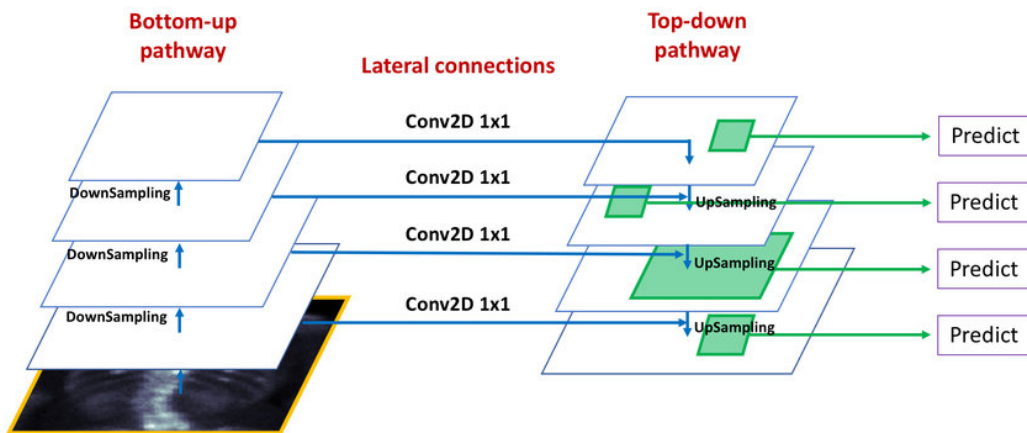 Bottom-up
pathway
Lateral connections
Top-down
pathway
Conv2D 1x1
Predict
DownSampling
Conv2D 1x1
UpSampling
Predict
DownSampling
Conv2D 1x1
UpSampling
Predict
DownSampling
Conv2D 1x1
UpSampling
Predict